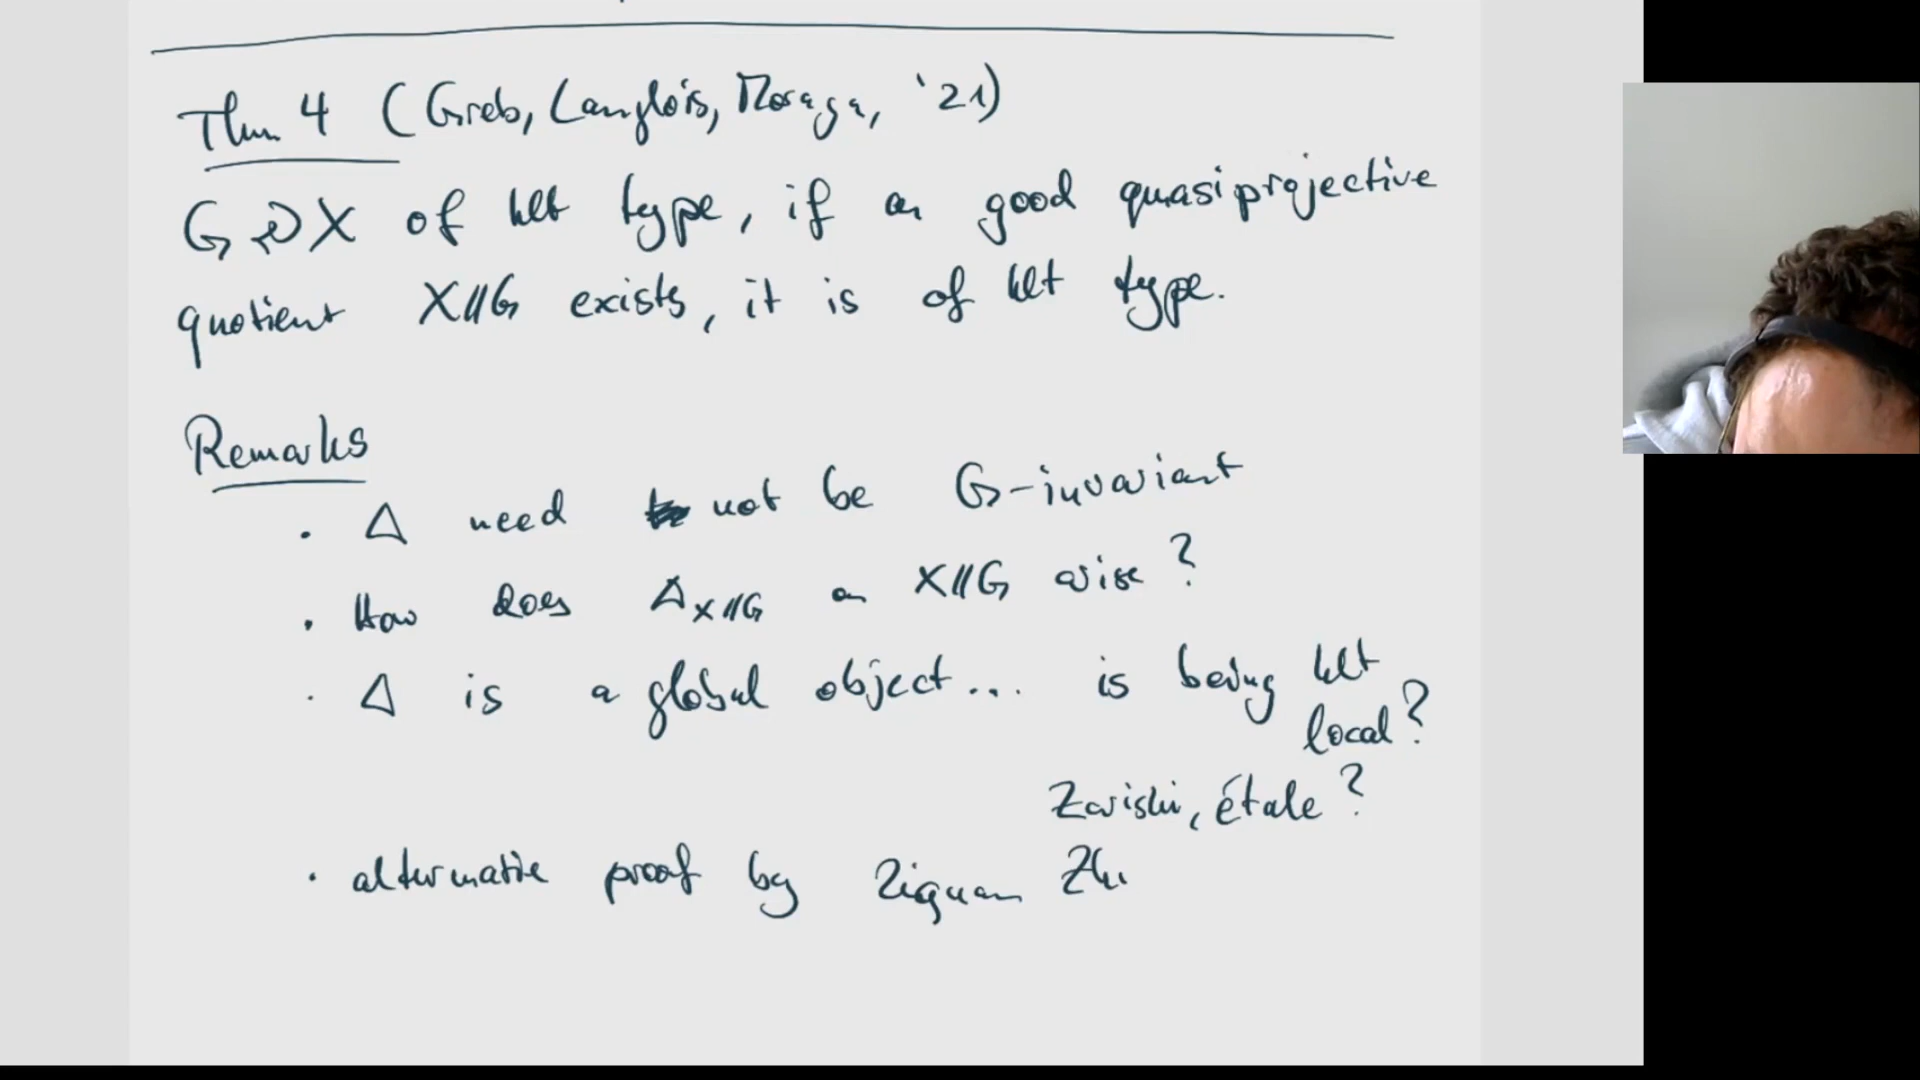 Thm 4 (Greb, Langlois, Moraga, '21)
G ↻ X of klt type, if a good quasiprojective
quotient X//G exists, it is of klt type.
Remarks
· Δ need not be G-invariant
· How does Δ_X//G on X//G arise?
· Δ is a global object... is being klt
local?
Zariski, étale?
· alternative proof by Ziquan Zhu